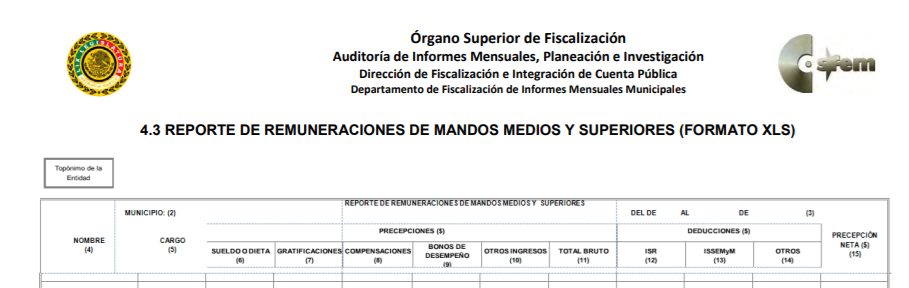 Órgano Superior de Fiscalización
Auditoría de Informes Mensuales, Planeación e Investigación
Dirección de Fiscalización e Integración de Cuenta Pública
Departamento de Fiscalización de Informes Mensuales Municipales
osfem
4.3 REPORTE DE REMUNERACIONES DE MANDOS MEDIOS Y SUPERIORES (FORMATO XLS)
Topónimo de la
Entidad
REPORTE DE REMUNERACIONES DE MANDOS MEDIOS Y SUPERIORES
MUNICIPIO: (2)
DEL DE AL DE (3)
PRECEPCIONES ($)
DEDUCCIONES ($)
NOMBRE
(4)
CARGO
(5)
SUELDO O DIETA
(6)
GRATIFICACIONES
(7)
COMPENSACIONES
(8)
BONOS DE
DESEMPEÑO
(9)
OTROS INGRESOS
(10)
TOTAL BRUTO
(11)
ISR
(12)
ISSEMyM
(13)
OTROS
(14)
PRECEPCIÓN
NETA ($)
(15)